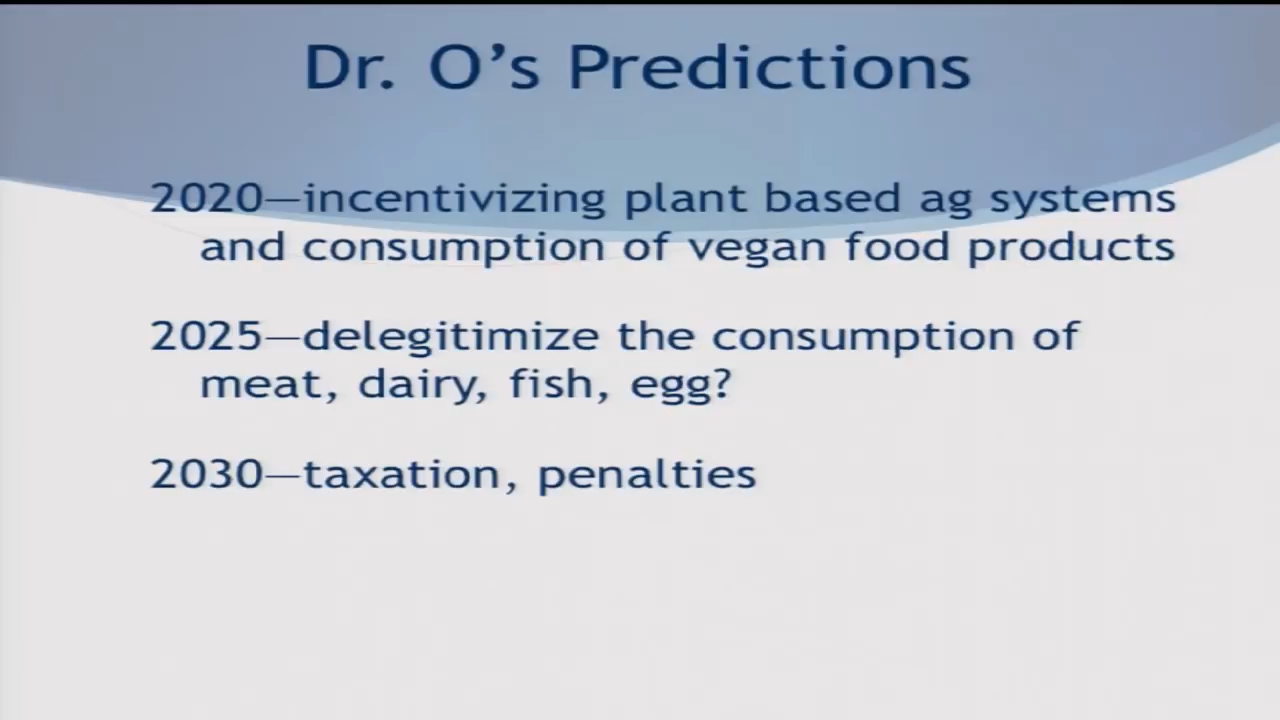 Dr. O’s Predictions
2020—incentivizing plant based ag systems
and consumption of vegan food products
2025—delegitimize the consumption of
meat, dairy, fish, egg?
2030—taxation, penalties